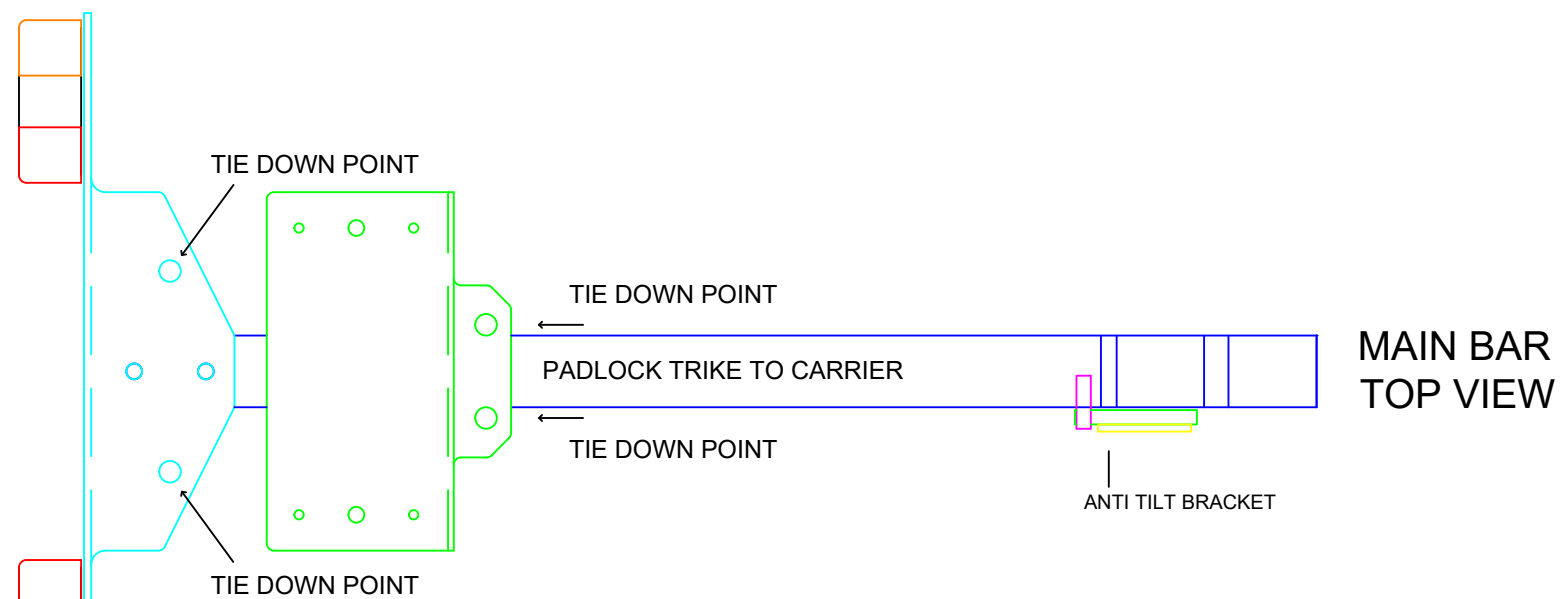 TIE DOWN POINT
TIE DOWN POINT
MAIN BAR
TOP VIEW
PADLOCK TRIKE TO CARRIER
TIE DOWN POINT
ANTI TILT BRACKET
TIE DOWN POINT